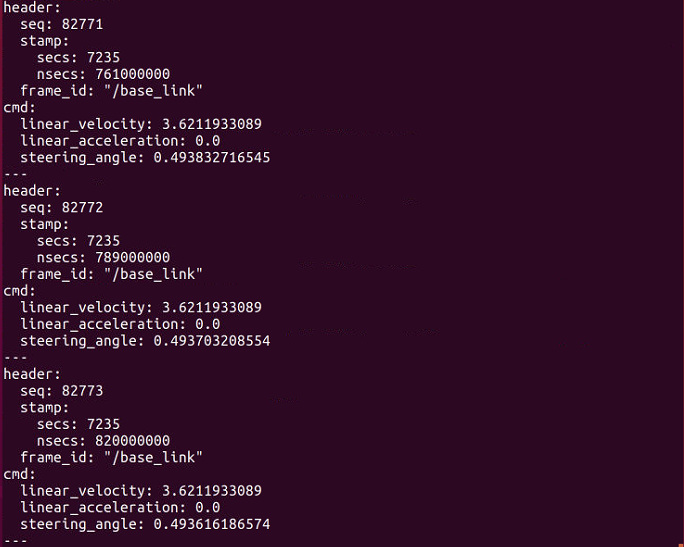 header:
  seq: 82771
  stamp:
    secs: 7235
    nsecs: 761000000
  frame_id: "/base_link"
cmd:
  linear_velocity: 3.6211933089
  linear_acceleration: 0.0
  steering_angle: 0.493832716545
---
header:
  seq: 82772
  stamp:
    secs: 7235
    nsecs: 789000000
  frame_id: "/base_link"
cmd:
  linear_velocity: 3.6211933089
  linear_acceleration: 0.0
  steering_angle: 0.493703208554
---
header:
  seq: 82773
  stamp:
    secs: 7235
    nsecs: 820000000
  frame_id: "/base_link"
cmd:
  linear_velocity: 3.6211933089
  linear_acceleration: 0.0
  steering_angle: 0.493616186574
---